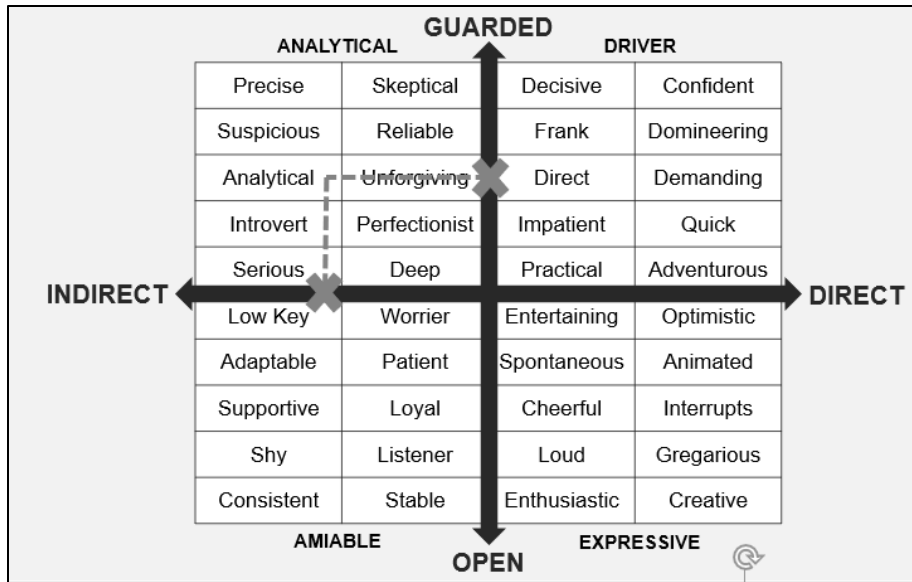 GUARDED
ANALYTICAL DRIVER
Precise Skeptical Decisive Confident
Suspicious Reliable Frank Domineering
Analytical Unforgiving Direct Demanding
Introvert Perfectionist Impatient Quick
Serious Deep Practical Adventurous
INDIRECT DIRECT
Low Key Worrier Entertaining Optimistic
Adaptable Patient Spontaneous Animated
Supportive Loyal Cheerful Interrupts
Shy Listener Loud Gregarious
Consistent Stable Enthusiastic Creative
AMIABLE EXPRESSIVE
OPEN